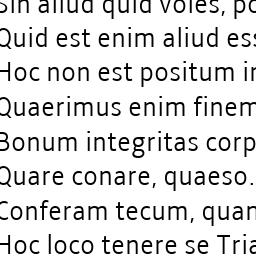 Sin aliud quid voles, po
Quid est enim aliud ess
Hoc non est positum in
Quaerimus enim finem
Bonum integritas corp
Quare conare, quaeso.
Conferam tecum, quam
Hoc loco tenere se Tria